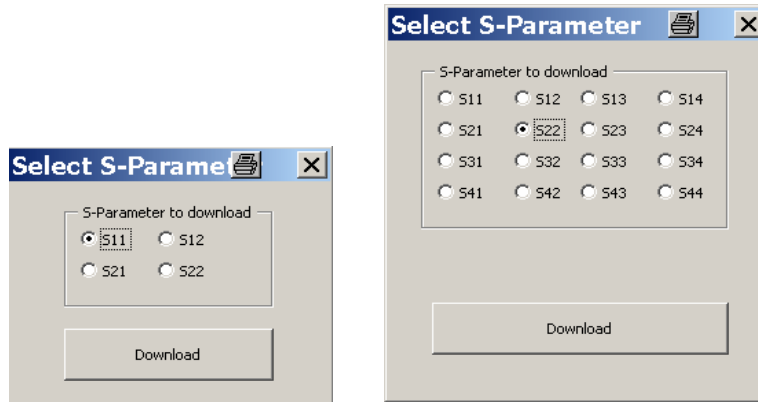 Select S-Paramet
S-Parameter to download
S11 S12
S21 S22
Download
Select S-Parameter
S-Parameter to download
S11 S12 S13 S14
S21 S22 S23 S24
S31 S32 S33 S34
S41 S42 S43 S44
Download